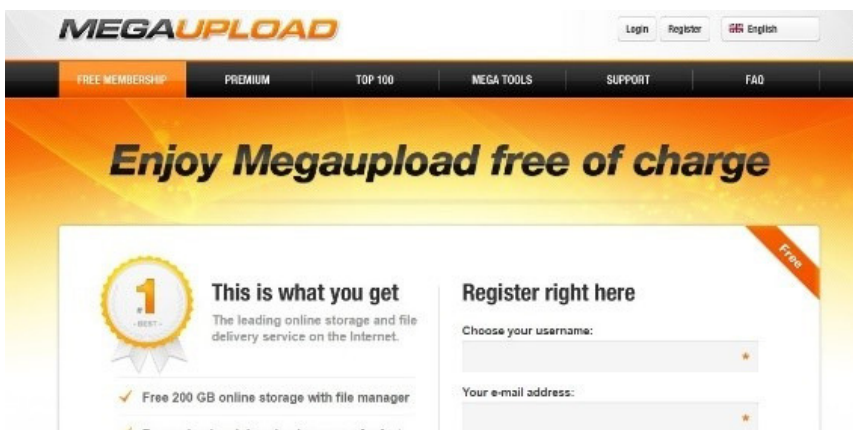 MEGAUPLOAD
Login Register English
FREE MEMBERSHIP PREMIUM TOP 100 MEGA TOOLS SUPPORT FAQ
Enjoy Megaupload free of charge
Free
#1
- BEST -
This is what you get
The leading online storage and file
delivery service on the Internet.
Free 200 GB online storage with file manager
Register right here
Choose your username:
*
Your e-mail address:
*